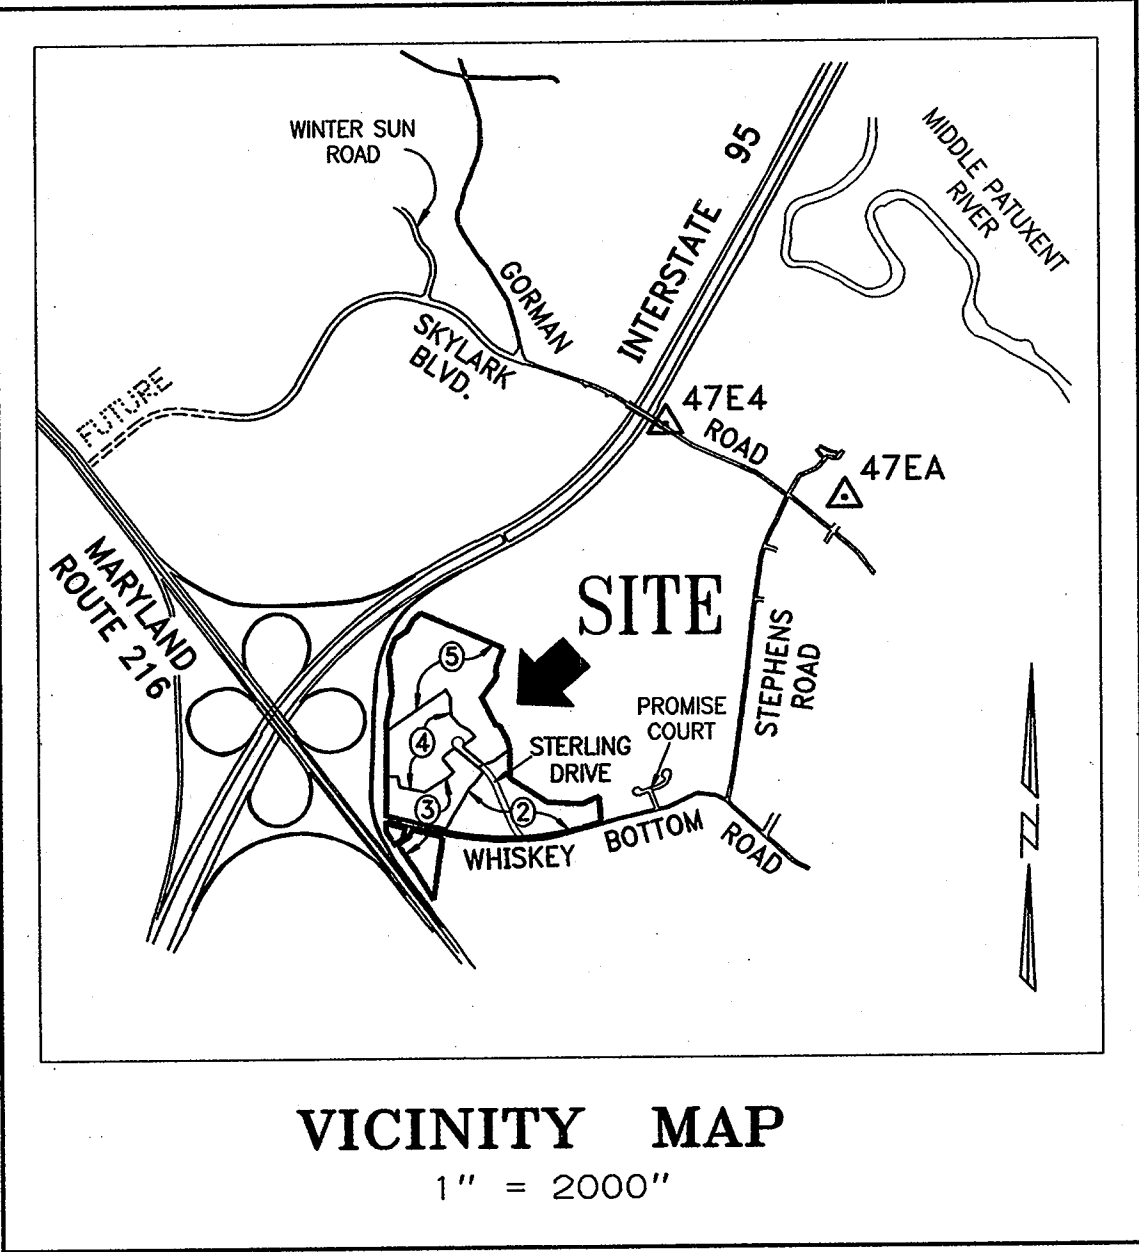 WINTER SUN
ROAD
INTERSTATE 95
MIDDLE PATUXENT
RIVER
GORMAN
SKYLARK
BLVD.
FUTURE
47E4
ROAD
47EA
MARYLAND
ROUTE 216
SITE
5
STEPHENS
ROAD
PROMISE
COURT
4
STERLING
DRIVE
3
2
WHISKEY BOTTOM ROAD
N
VICINITY MAP
1" = 2000"